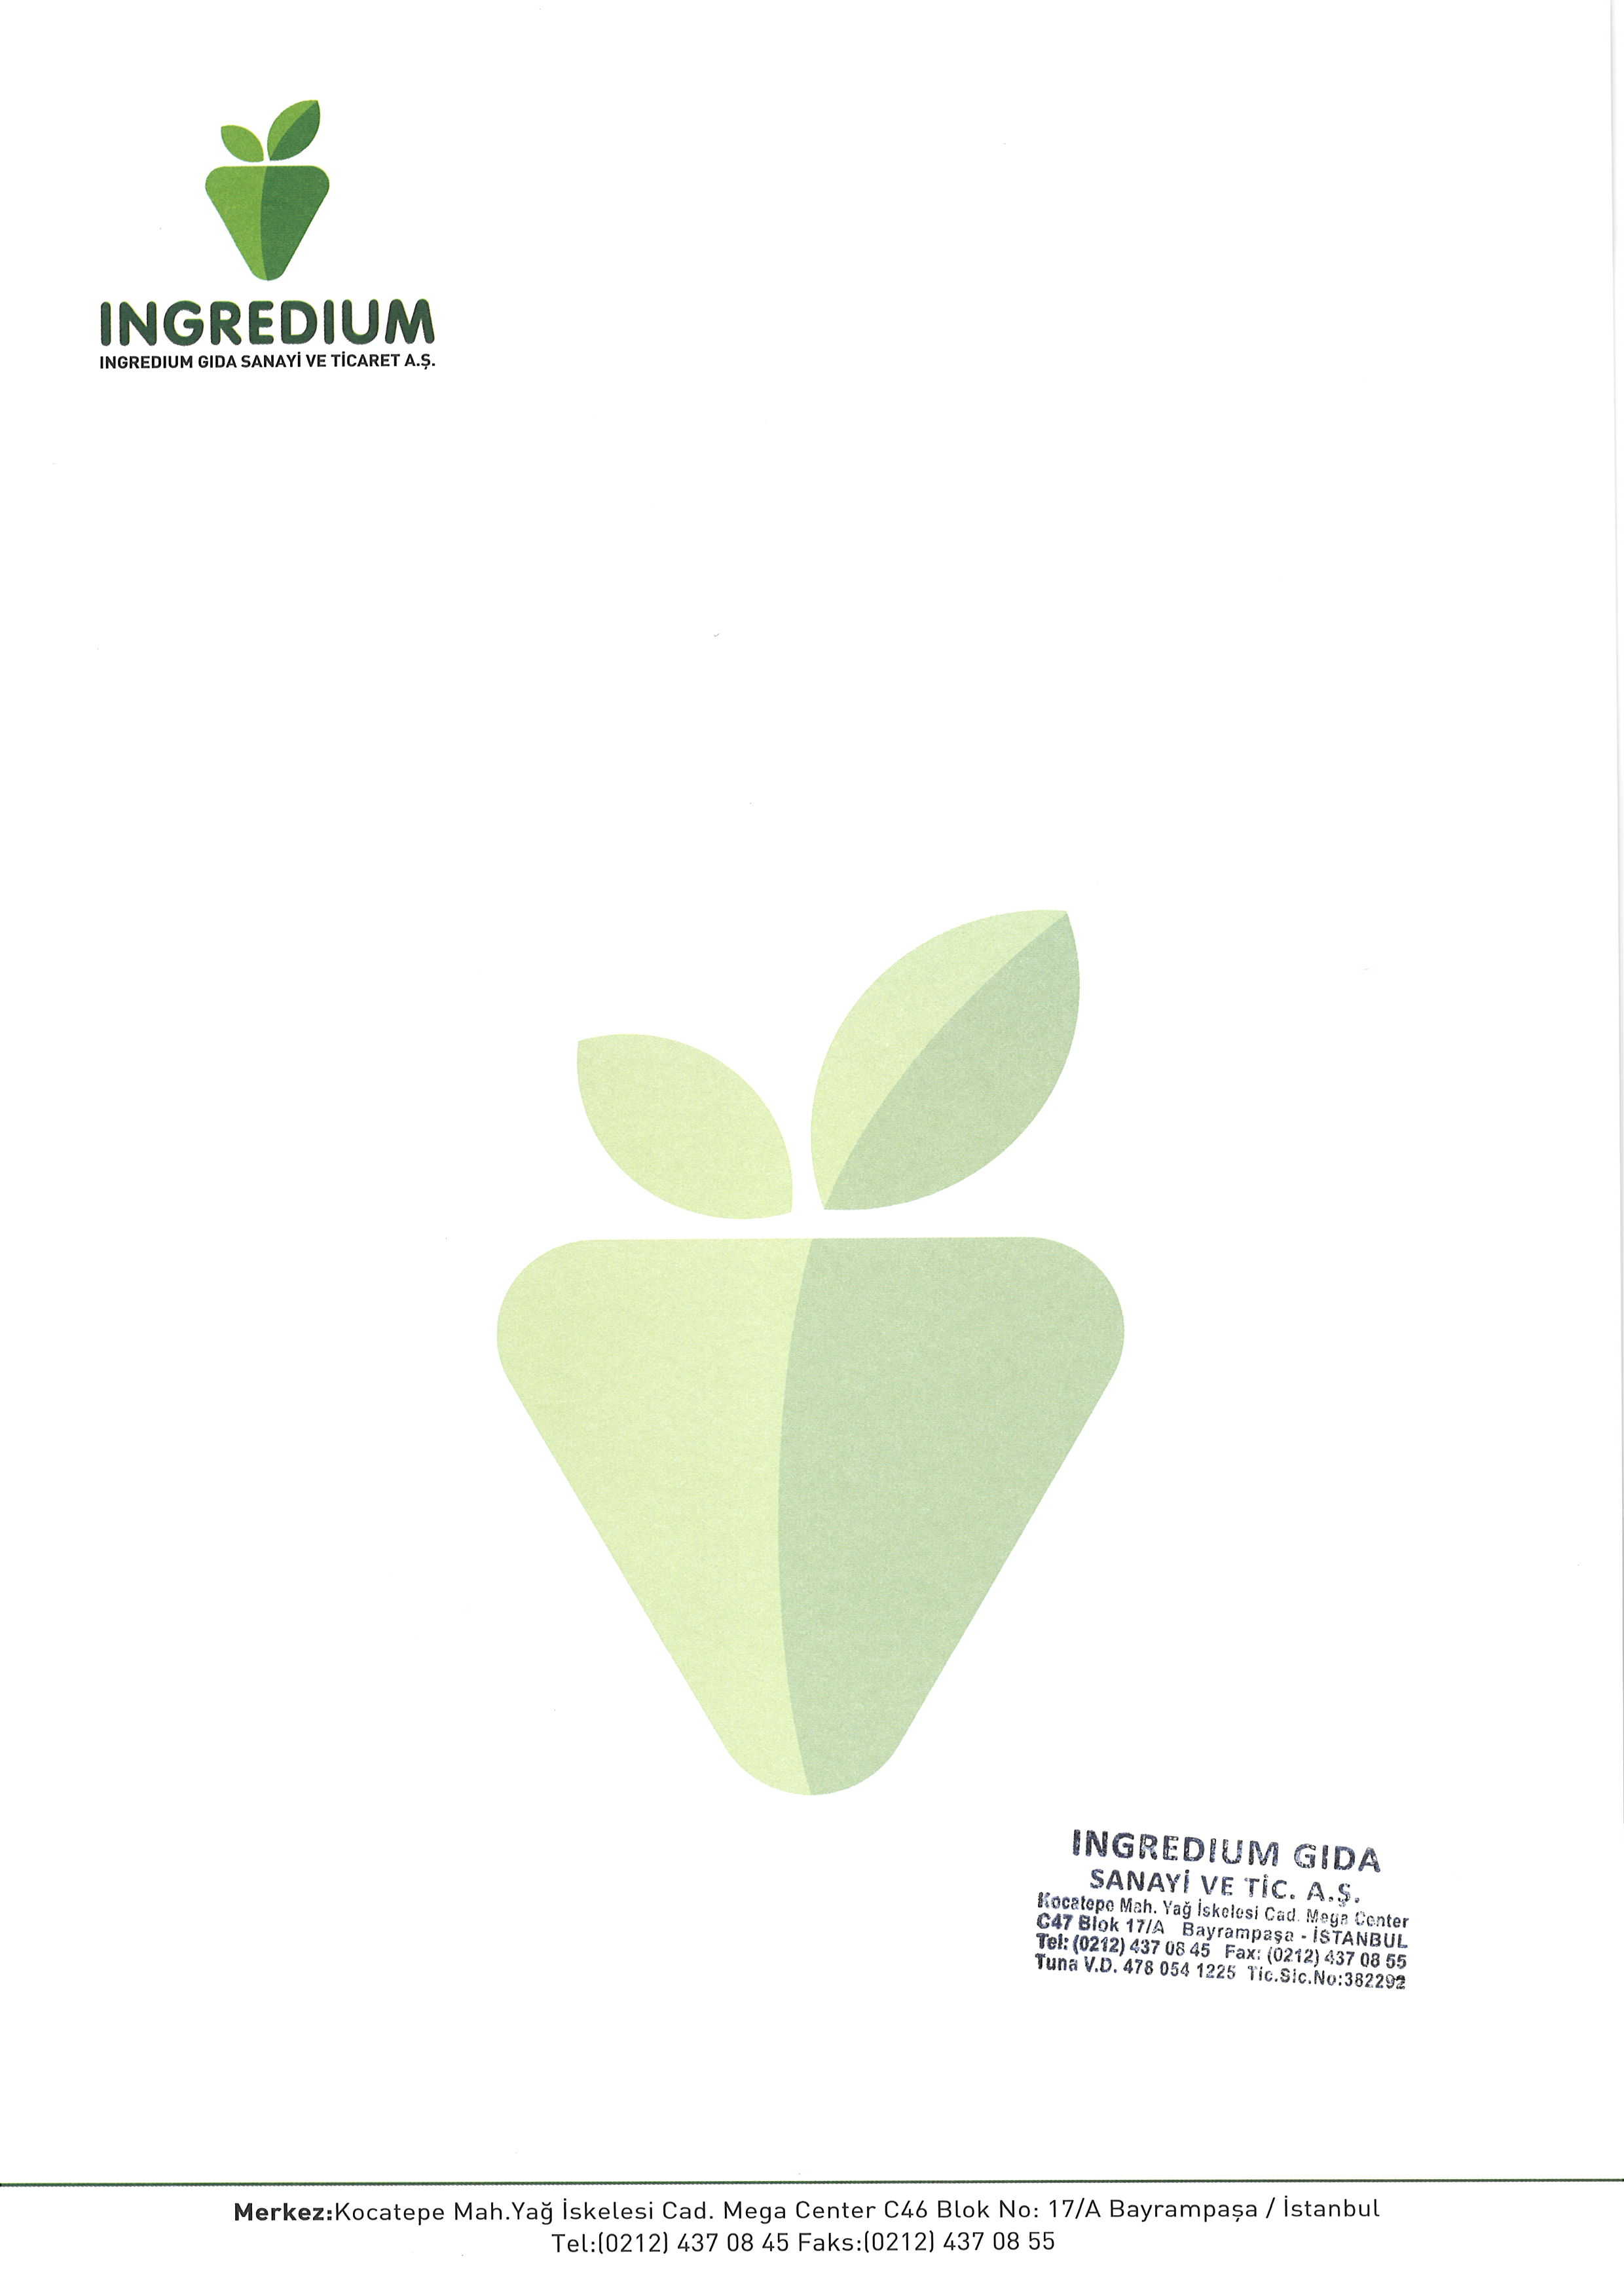 INGREDIUM
INGREDIUM GIDA SANAYİ VE TİCARET A.Ş.
INGREDIUM GIDA
SANAYİ VE TİC. A.Ş.
Kocatepe Mah. Yağ İskelesi Cad. Mega Center
C47 Blok 17/A Bayrampaşa - İSTANBUL
Tel: (0212) 437 08 45 Fax: (0212) 437 08 55
Tuna V.D. 478 054 1225 Tic.Sic.No:382292
Merkez:Kocatepe Mah.Yağ İskelesi Cad. Mega Center C46 Blok No: 17/A Bayrampaşa / İstanbul
Tel:(0212) 437 08 45 Faks:(0212) 437 08 55